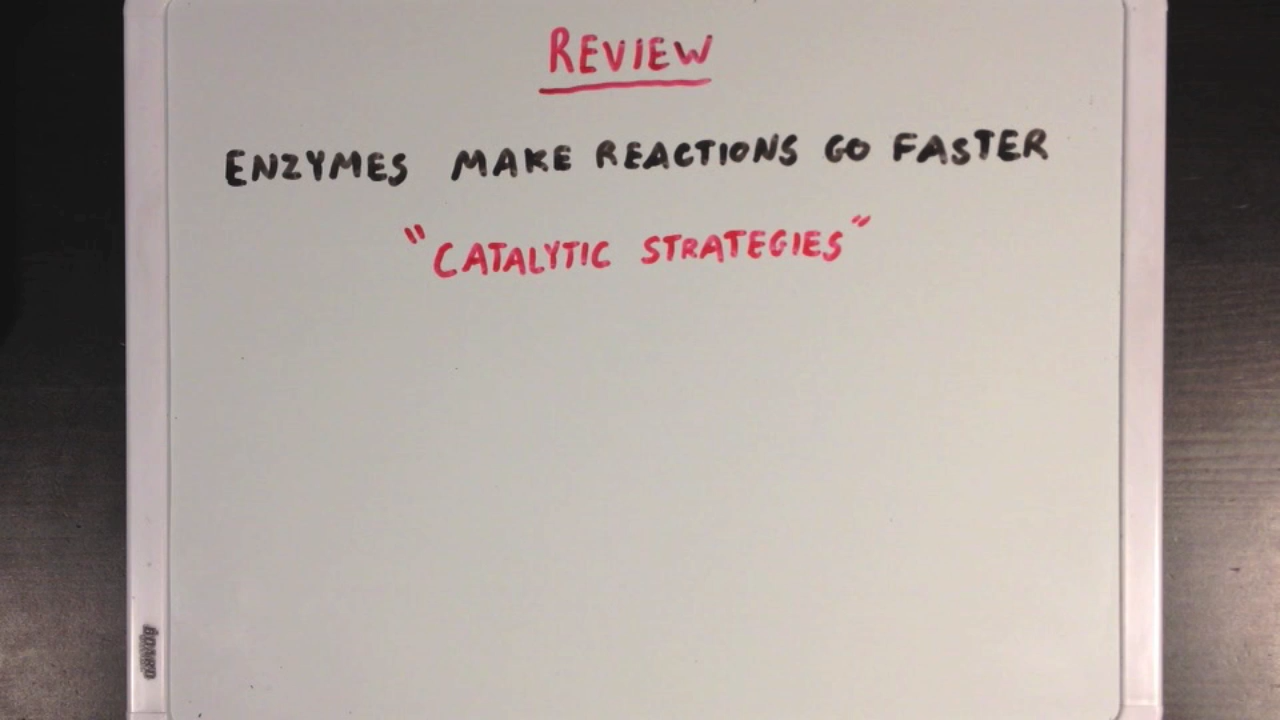 REVIEW
ENZYMES MAKE REACTIONS GO FASTER
"CATALYTIC STRATEGIES"